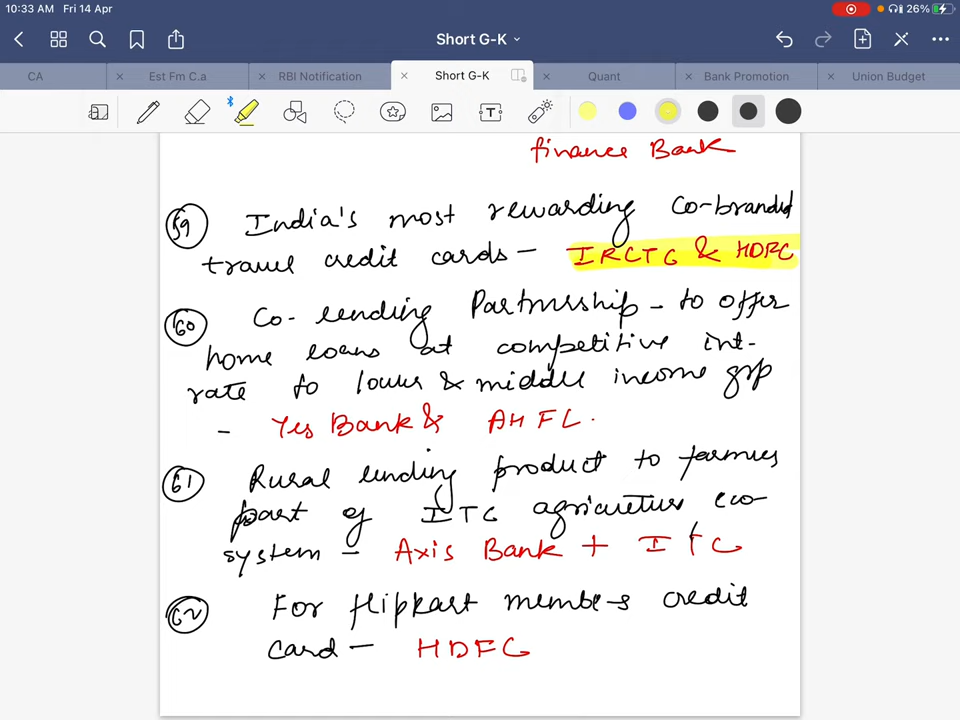 10:33 AM Fri 14 Apr
26%
Short G-K
CA
Est Fm C.a
RBI Notification
Short G-K
Quant
Bank Promotion
Union Budget
finance Bank
59 India's most rewarding Co-branded
travel credit cards - IRCTC & HDFC
60 Co-lending Partnership - to offer
home loans at competitive int-
rate to lower & middle income grp
- Yes Bank & AHFL.
61 Rural lending product to farmers
part of ITC agriculture eco-
system - Axis Bank + ITC
62 For flipkart members credit
card - HDFC